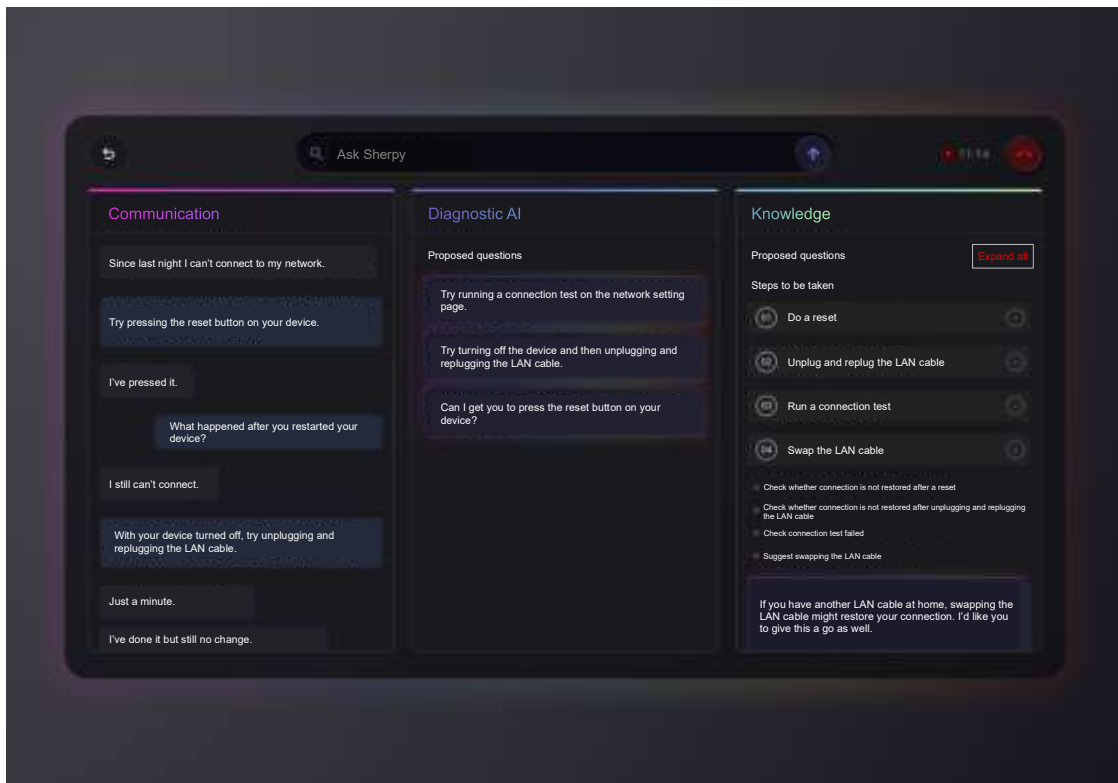 Ask Sherpy
Communication
Since last night I can't connect to my network.
Try pressing the reset button on your device.
I've pressed it.
What happened after you restarted your
device?
I still can't connect.
With your device turned off, try unplugging and
replugging the LAN cable.
Just a minute.
I've done it but still no change.
Diagnostic AI
Proposed questions
Try running a connection test on the network setting
page.
Try turning off the device and then unplugging and
replugging the LAN cable.
Can I get you to press the reset button on your
device?
Knowledge
Proposed questions
Expand all
Steps to be taken
Do a reset
Unplug and replug the LAN cable
Run a connection test
Swap the LAN cable
Check whether connection is not restored after a reset
Check whether connection is not restored after unplugging and replugging
the LAN cable
Check connection test failed
Suggest swapping the LAN cable
If you have another LAN cable at home, swapping the
LAN cable might restore your connection. I'd like you
to give this a go as well.